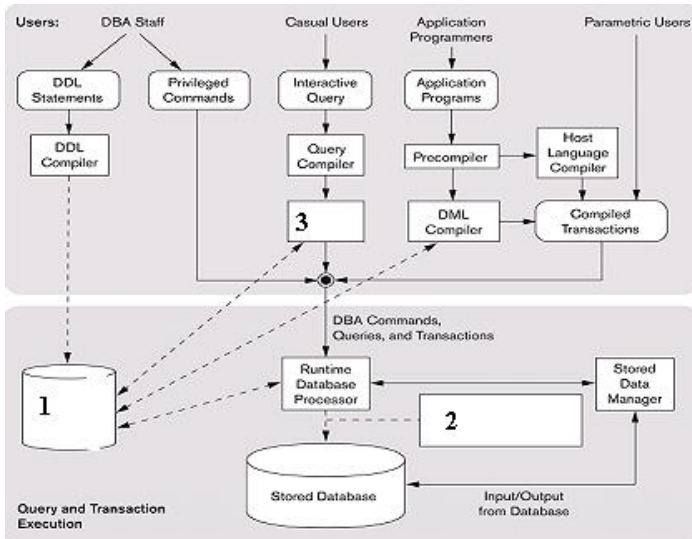 Users:
DBA Staff
Casual Users
Application
Programmers
Parametric Users
DDL
Statements
Privileged
Commands
Interactive
Query
Application
Programs
DDL
Compiler
Query
Compiler
Precompiler
Host
Language
Compiler
3
DML
Compiler
Compiled
Transactions
DBA Commands,
Queries, and Transactions
1
Runtime
Database
Processor
Stored
Data
Manager
2
Stored Database
Input/Output
from Database
Query and Transaction
Execution